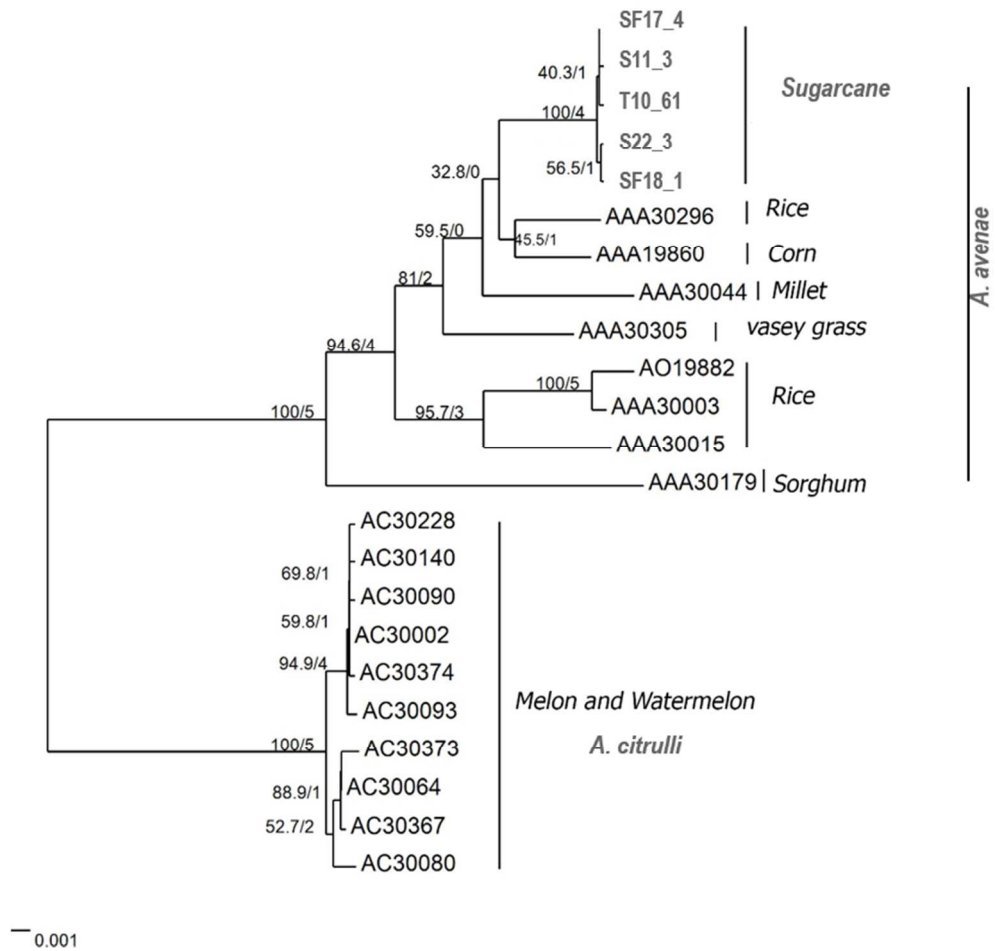 SF17_4
S11_3
40.3/1
Sugarcane
T10_61
100/4
S22_3
56.5/1
32.8/0
SF18_1
AAA30296 Rice
59.5/0
45.5/1
AAA19860 Corn
A. avenae
81/2
AAA30044 Millet
AAA30305 vasey grass
94.6/4
AO19882
100/5
Rice
AAA30003
100/5
95.7/3
AAA30015
AAA30179 Sorghum
AC30228
AC30140
69.8/1
AC30090
59.8/1
AC30002
94.9/4
AC30374
Melon and Watermelon
AC30093
A. citrulli
100/5
AC30373
88.9/1
AC30064
52.7/2
AC30367
AC30080
0.001